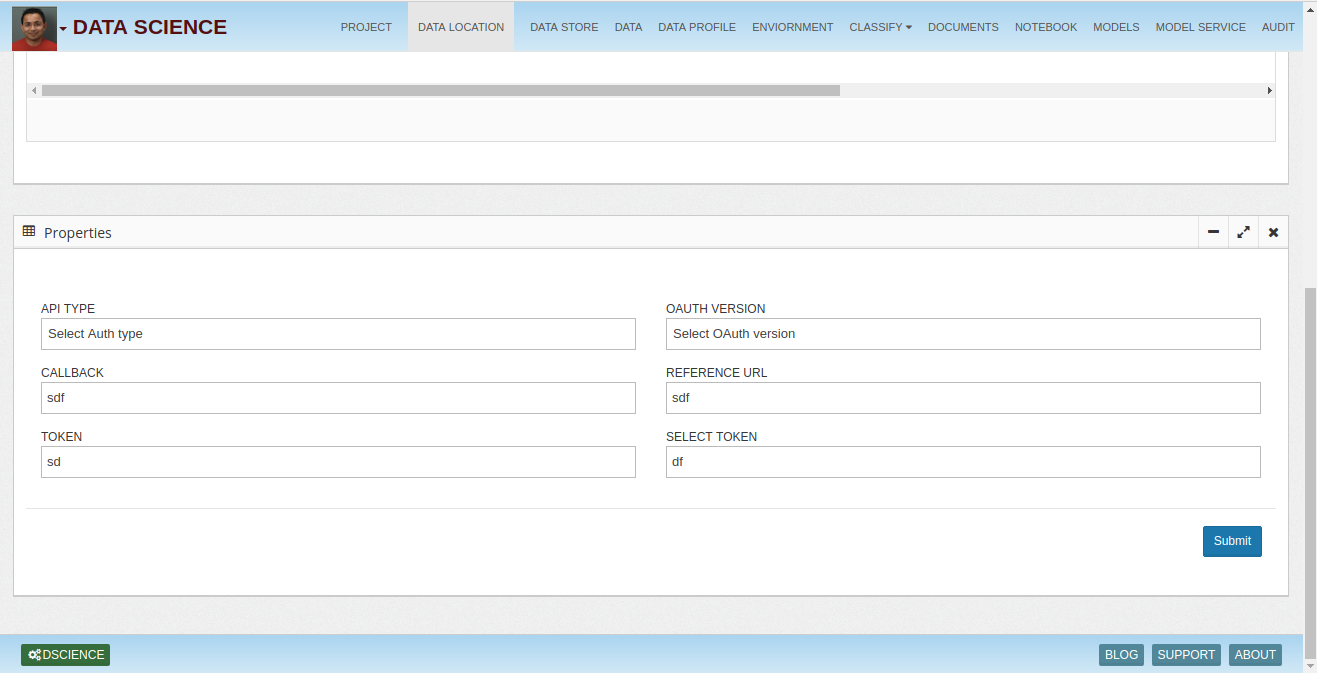 DATA SCIENCE PROJECT DATA LOCATION DATA STORE DATA DATA PROFILE ENVIORNMENT CLASSIFY DOCUMENTS NOTEBOOK MODELS MODEL SERVICE AUDIT
Properties
API TYPE OAUTH VERSION
Select Auth type Select OAuth version
CALLBACK REFERENCE URL
sdf sdf
TOKEN SELECT TOKEN
sd df
Submit
DSCIENCE BLOG SUPPORT ABOUT